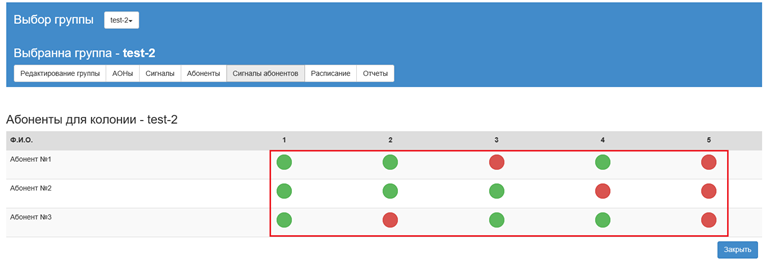 Выбор группы test-2
Выбранна группа - test-2
Редактирование группы АОНы Сигналы Абоненты Сигналы абонентов Расписание Отчеты
Абоненты для колонии - test-2
Ф.И.О. 1 2 3 4 5
Абонент №1
Абонент №2
Абонент №3
Закрыть